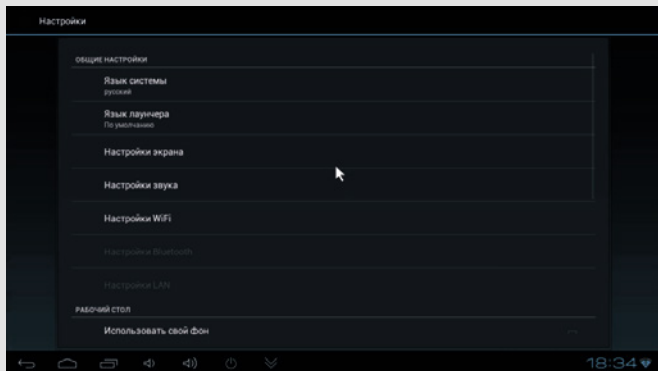 Настройки
ОБЩИЕ НАСТРОЙКИ
Язык системы
русский
Язык лаунчера
По умолчанию
Настройки экрана
Настройки звука
Настройки WiFi
Настройки Bluetooth
Настройки LAN
РАБОЧИЙ СТОЛ
Использовать свой фон
18:34